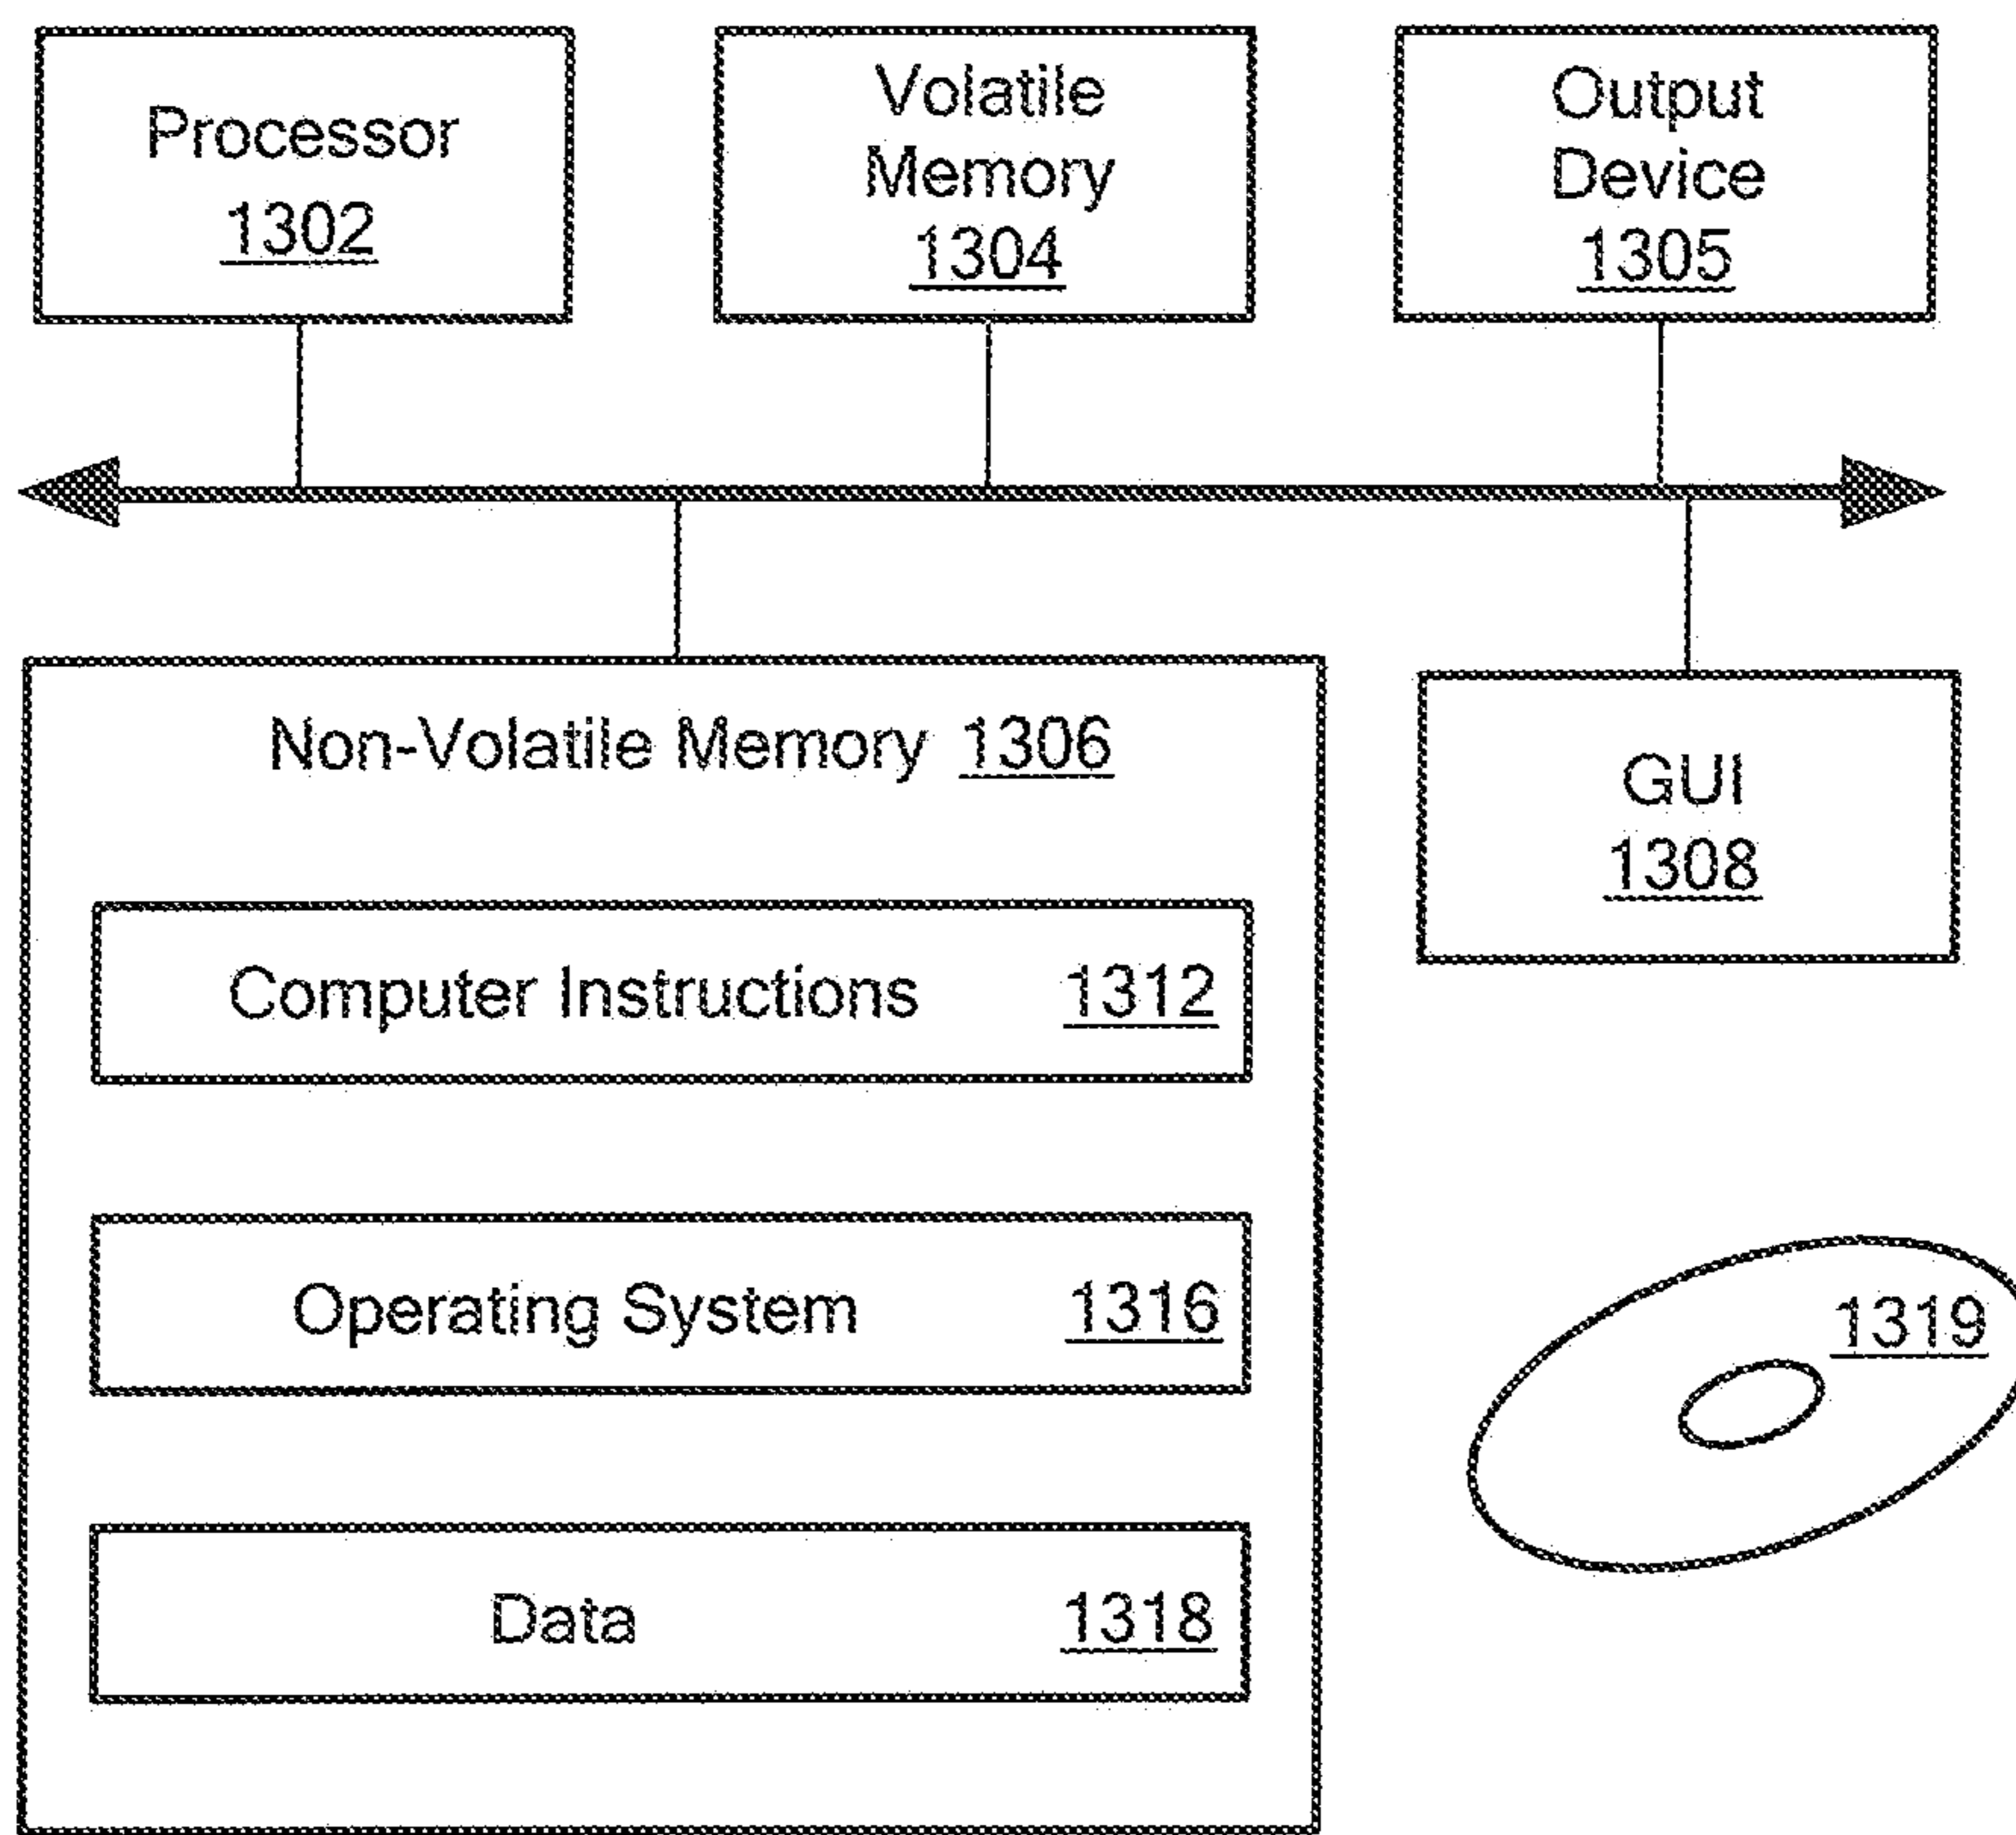 Processor
1302
Volatile
Memory
1304
Output
Device
1305
Non-Volatile Memory 1306
GUI
1308
Computer Instructions 1312
Operating System 1316
1319
Data 1318